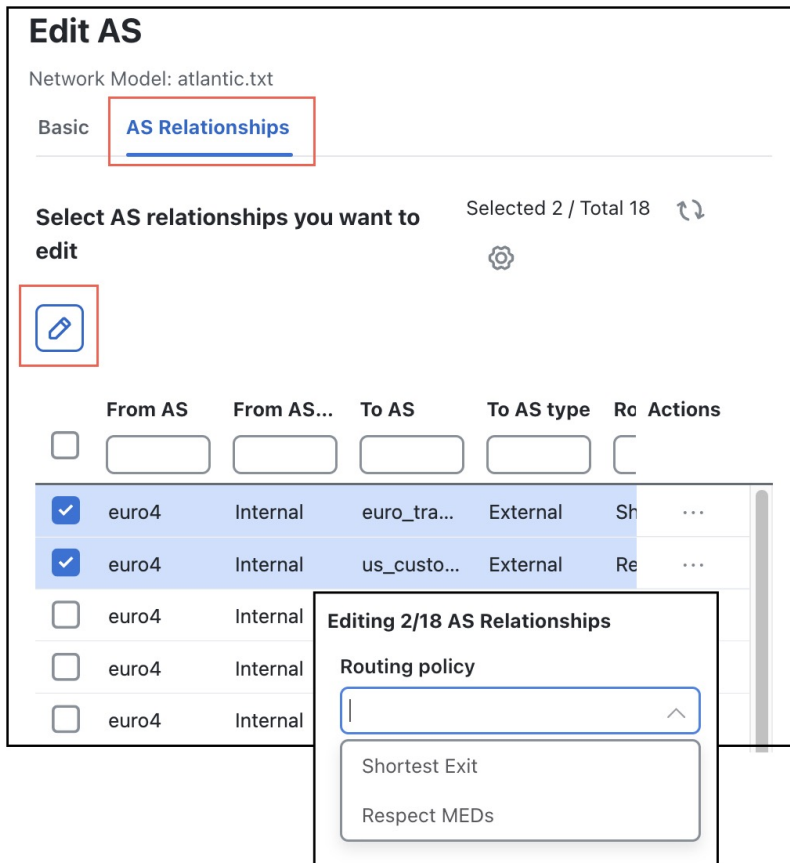 Edit AS
Network Model: atlantic.txt
Basic AS Relationships
Select AS relationships you want to
edit
Selected 2 / Total 18
From AS From AS... To AS To AS type Ro Actions
euro4 Internal euro_tra... External Sh ...
euro4 Internal us_custo... External Re ...
euro4 Internal
euro4 Internal
euro4 Internal
Editing 2/18 AS Relationships
Routing policy
Shortest Exit
Respect MEDs